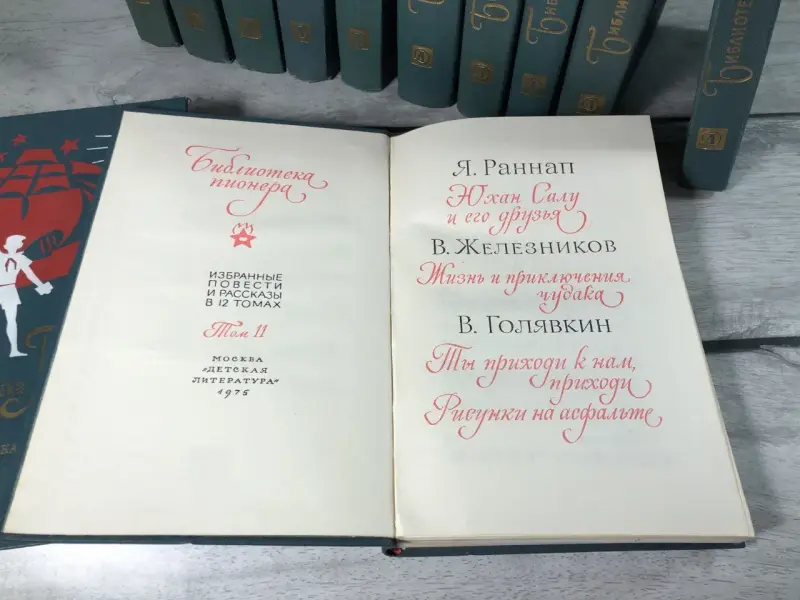 Библиотека
пионера
ИЗБРАННЫЕ
ПОВЕСТИ
И РАССКАЗЫ
В 12 ТОМАХ
Том 11
МОСКВА
«ДЕТСКАЯ
ЛИТЕРАТУРА"
1975
Я. Раннап
Юхан Салу
и его друзья
В. Железников
Жизнь и приключения
чудака
В. Голявкин
Ты приходи к нам,
приходи
Рисунки на асфальте